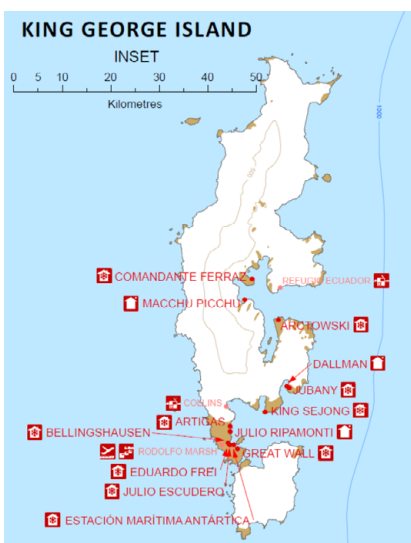 KING GEORGE ISLAND
INSET
0 5 10 20 30 40 50
Kilometres
1000
500
COMANDANTE FERRAZ
REFUGIO ECUADOR
MACCHU PICCHU
ARCTOWSKI
DALLMAN
JUBANY
COLLINS
KING SEJONG
ARTIGAS
BELLINGSHAUSEN
JULIO RIPAMONTI
RODOLFO MARSH
GREAT WALL
EDUARDO FREI
JULIO ESCUDERO
ESTACIÓN MARÍTIMA ANTÁRTICA